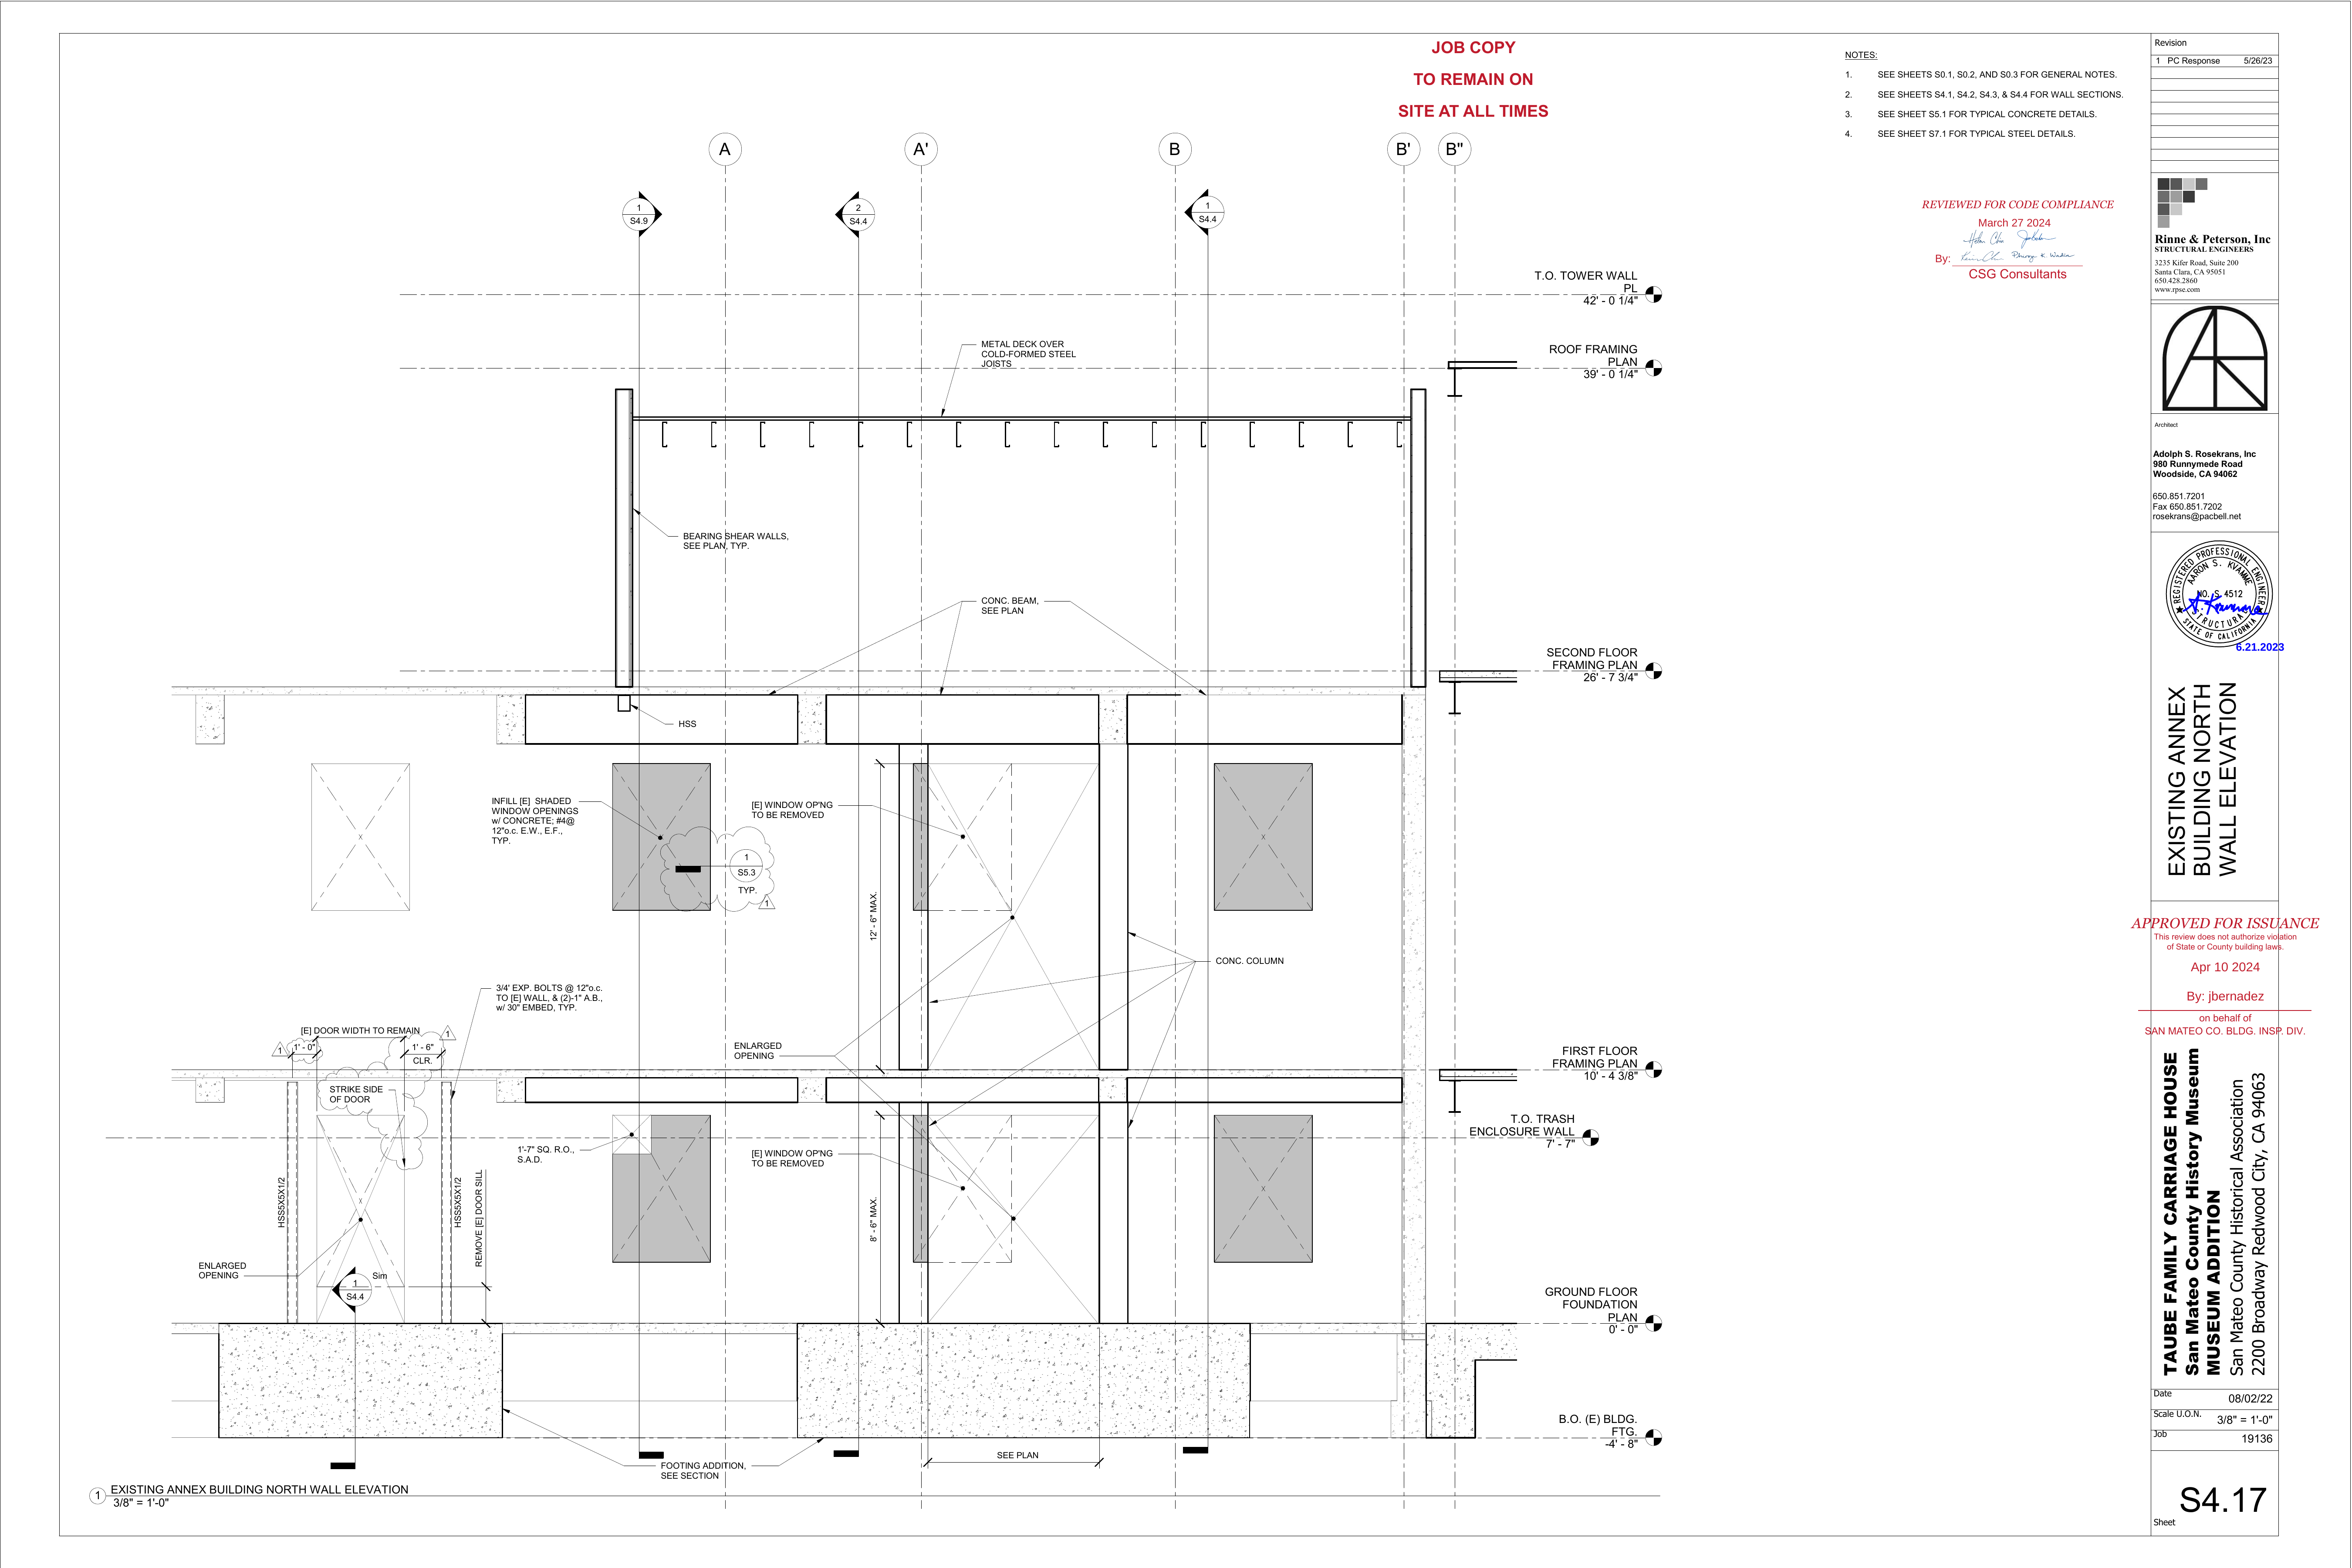 JOB COPY
TO REMAIN ON
SITE AT ALL TIMES
NOTES:
1. SEE SHEETS S0.1, S0.2, AND S0.3 FOR GENERAL NOTES.
2. SEE SHEETS S4.1, S4.2, S4.3, & S4.4 FOR WALL SECTIONS.
3. SEE SHEET S5.1 FOR TYPICAL CONCRETE DETAILS.
4. SEE SHEET S7.1 FOR TYPICAL STEEL DETAILS.
REVIEWED FOR CODE COMPLIANCE
March 27 2024
By:
CSG Consultants
A
A'
B
B'
B"
1
S4.9
2
S4.4
1
S4.4
T.O. TOWER WALL
PL
42' - 0 1/4"
ROOF FRAMING
PLAN
39' - 0 1/4"
METAL DECK OVER
COLD-FORMED STEEL
JOISTS
BEARING SHEAR WALLS,
SEE PLAN, TYP.
CONC. BEAM,
SEE PLAN
SECOND FLOOR
FRAMING PLAN
26' - 7 3/4"
HSS
INFILL [E] SHADED
WINDOW OPENINGS
w/ CONCRETE; #4@
12"o.c. E.W., E.F.,
TYP.
[E] WINDOW OP'NG
TO BE REMOVED
1
S5.3
TYP.
1
12' - 6" MAX.
CONC. COLUMN
3/4' EXP. BOLTS @ 12"o.c.
TO [E] WALL, & (2)-1" A.B.,
w/ 30" EMBED, TYP.
[E] DOOR WIDTH TO REMAIN
1
1
1' - 0"
1' - 6"
CLR.
STRIKE SIDE
OF DOOR
ENLARGED
OPENING
FIRST FLOOR
FRAMING PLAN
10' - 4 3/8"
T.O. TRASH
ENCLOSURE WALL
7' - 7"
1'-7" SQ. R.O.,
S.A.D.
[E] WINDOW OP'NG
TO BE REMOVED
8' - 6" MAX.
HSS5X5X1/2
HSS5X5X1/2
REMOVE [E] DOOR SILL
ENLARGED
OPENING
1
S4.4
Sim
GROUND FLOOR
FOUNDATION
PLAN
0' - 0"
B.O. (E) BLDG.
FTG.
-4' - 8"
SEE PLAN
FOOTING ADDITION,
SEE SECTION
1
EXISTING ANNEX BUILDING NORTH WALL ELEVATION
3/8" = 1'-0"
Revision
1 PC Response 5/26/23
Rinne & Peterson, Inc
STRUCTURAL ENGINEERS
3235 Kifer Road, Suite 200
Santa Clara, CA 95051
650.428.2860
www.rpse.com
Architect
Adolph S. Rosekrans, Inc
980 Runnymede Road
Woodside, CA 94062
650.851.7201
Fax 650.851.7202
rosekrans@pacbell.net
REGISTERED PROFESSIONAL ENGINEER
AARON S. KVAMME
NO. S 4512
STRUCTURAL
STATE OF CALIFORNIA
6.21.2023
EXISTING ANNEX
BUILDING NORTH
WALL ELEVATION
APPROVED FOR ISSUANCE
This review does not authorize violation
of State or County building laws.
Apr 10 2024
By: jbernadez
on behalf of
SAN MATEO CO. BLDG. INSP. DIV.
TAUBE FAMILY CARRIAGE HOUSE
San Mateo County History Museum
MUSEUM ADDITION
San Mateo County Historical Association
2200 Broadway Redwood City, CA 94063
Date 08/02/22
Scale U.O.N. 3/8" = 1'-0"
Job 19136
S4.17
Sheet